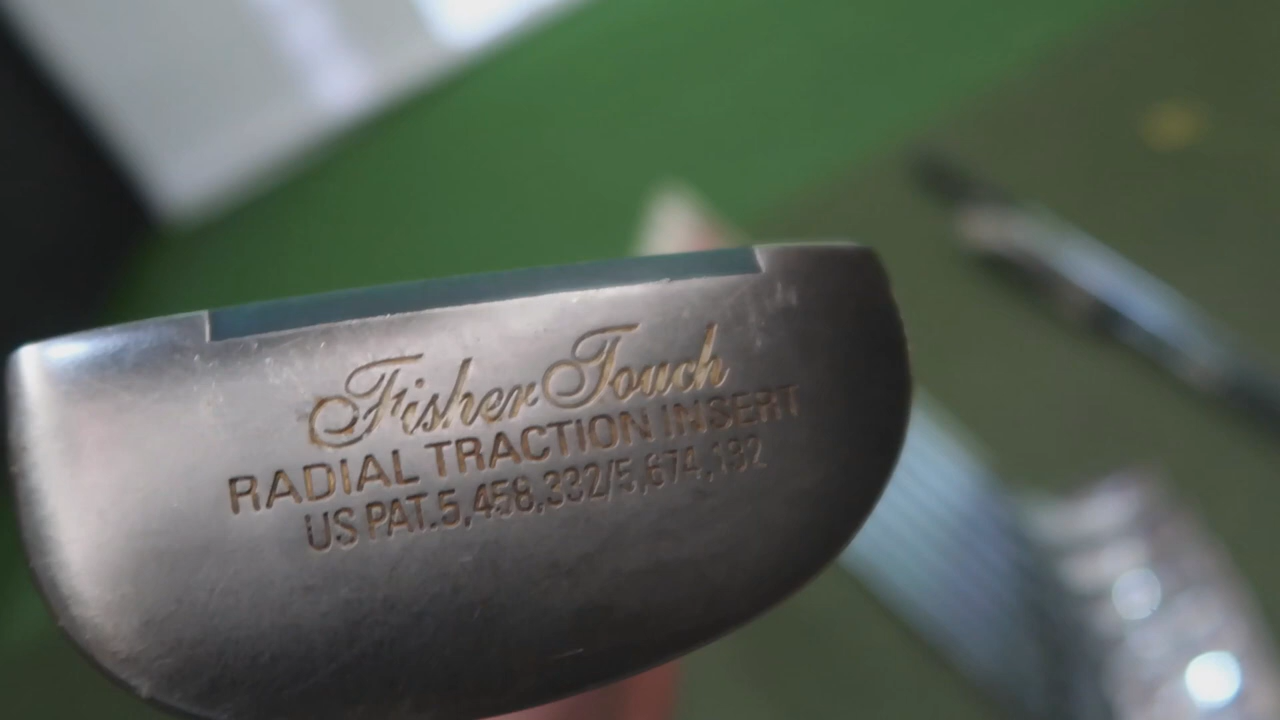 Fisher Touch
RADIAL TRACTION INSERT
US PAT.5,458,332/5,674,132